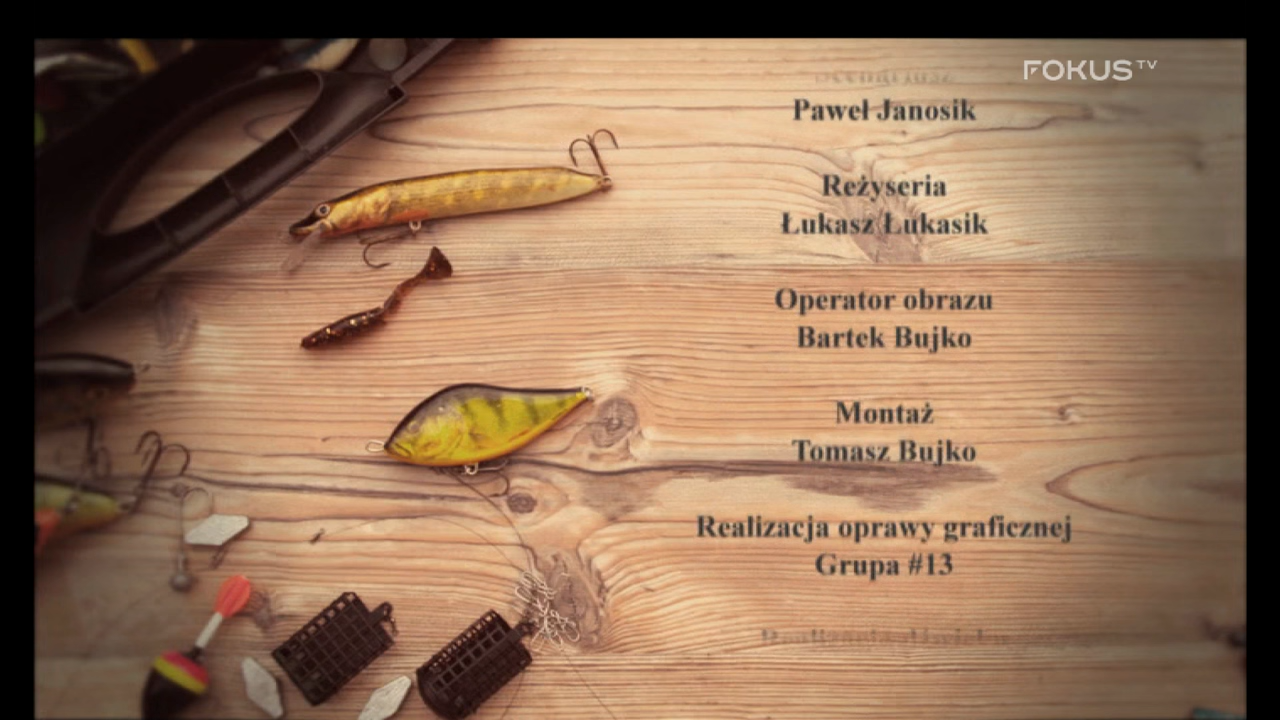 FOKUS TV
Scenariusz
Paweł Janosik
Reżyseria
Łukasz Łukasik
Operator obrazu
Bartek Bujko
Montaż
Tomasz Bujko
Realizacja oprawy graficznej
Grupa #13